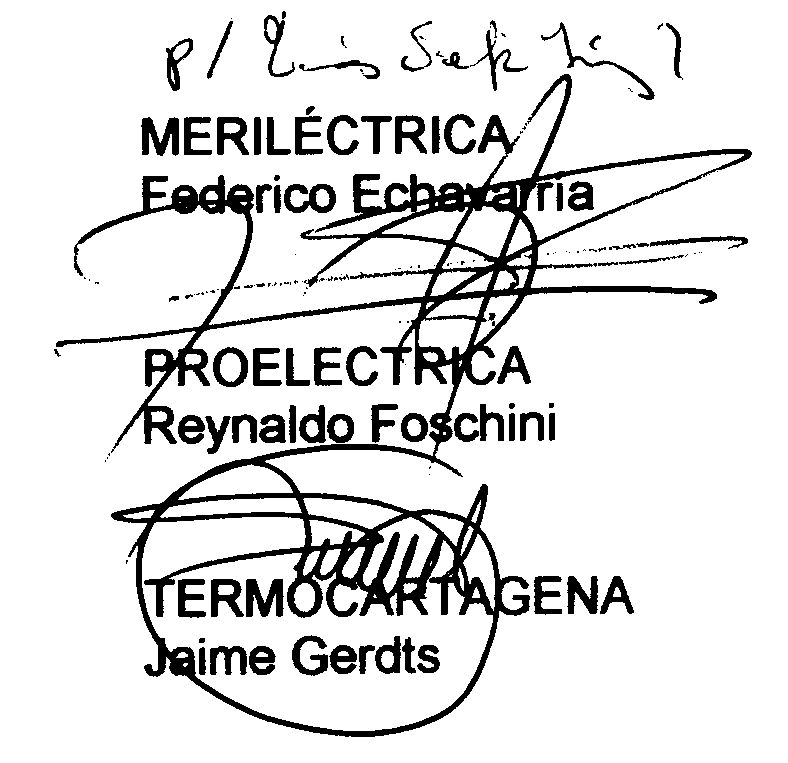 p/
MERILÉCTRICA
Federico Echavarria
PROELECTRICA
Reynaldo Foschini
TERMOCARTAGENA
Jaime Gerdts